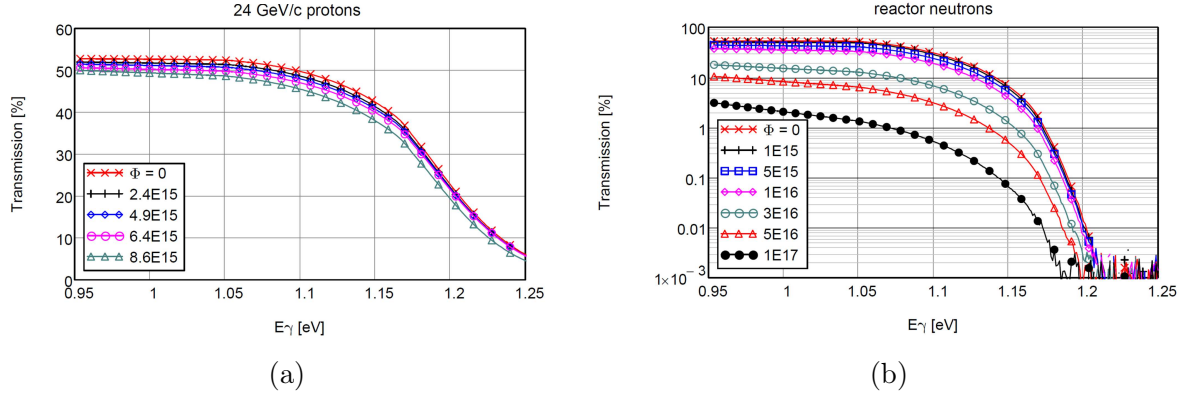 24 GeV/c protons
60
50
40
30
20
10
0
Transmission [%]
Φ = 0
2.4E15
4.9E15
6.4E15
8.6E15
0.95 1 1.05 1.1 1.15 1.2 1.25
Eγ [eV]
(a)
reactor neutrons
100
10
1
0.1
0.01
1×10⁻³
Transmission [%]
Φ = 0
1E15
5E15
1E16
3E16
5E16
1E17
0.95 1 1.05 1.1 1.15 1.2 1.25
Eγ [eV]
(b)